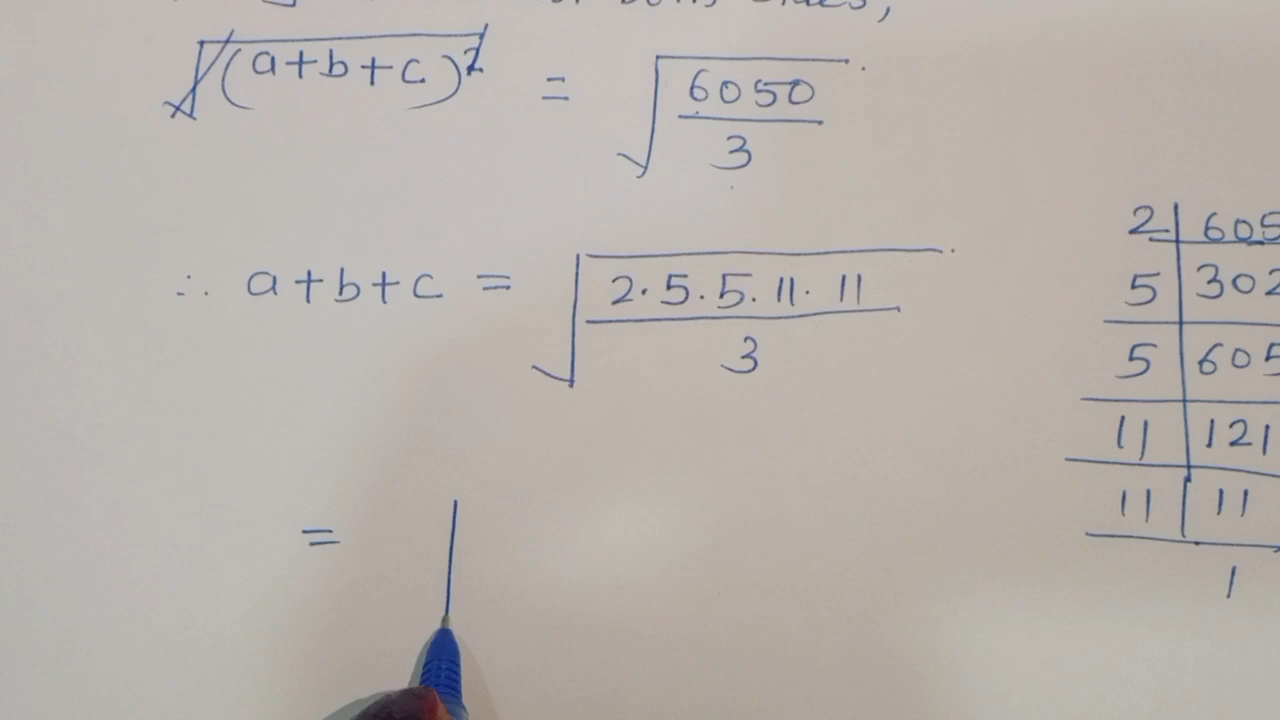 √(a+b+c)² = √6050/3
∴ a+b+c = √2·5·5·11·11/3
=
2 | 605
5 | 302
5 | 605
11 | 121
11 | 11
1